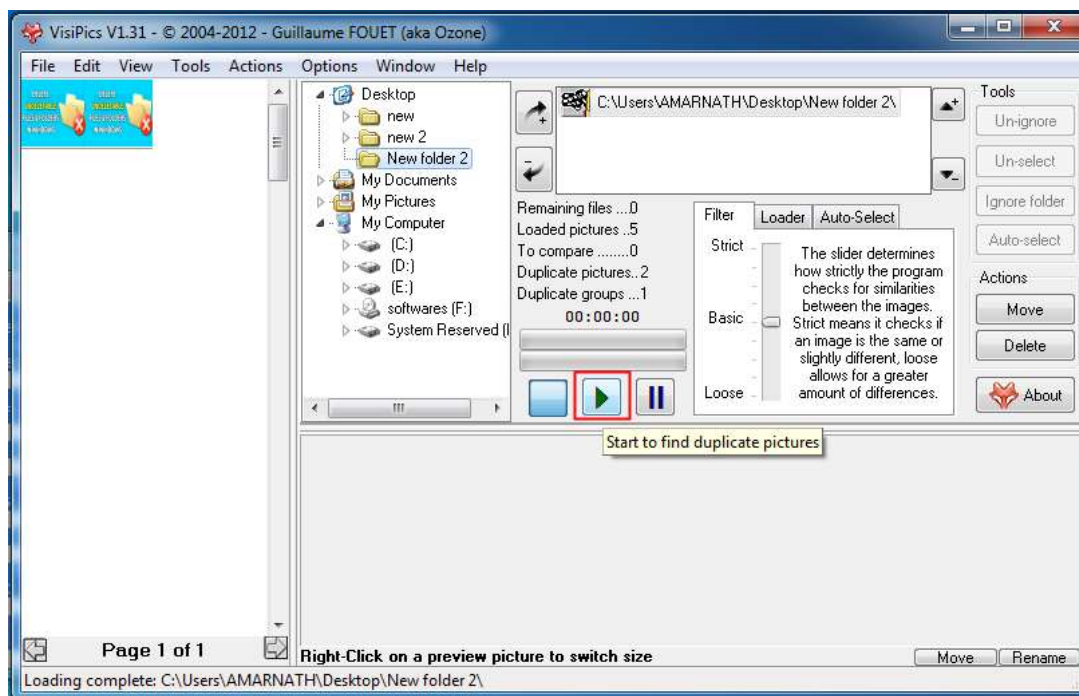 VisiPics V1.31 - © 2004-2012 - Guillaume FOUET (aka Ozone)
File Edit View Tools Actions Options Window Help
Desktop
new
new 2
New folder 2
My Documents
My Pictures
My Computer
(C:)
(D:)
(E:)
softwares (F:)
System Reserved (I
C:\Users\AMARNATH\Desktop\New folder 2\
Remaining files ...0
Loaded pictures ..5
To compare ........0
Duplicate pictures..2
Duplicate groups ...1
00:00:00
Filter Loader Auto-Select
Strict
Basic
Loose
The slider determines
how strictly the program
checks for similarities
between the images.
Strict means it checks if
an image is the same or
slightly different, loose
allows for a greater
amount of differences.
Tools
Un-ignore
Un-select
Ignore folder
Auto-select
Actions
Move
Delete
About
Start to find duplicate pictures
Page 1 of 1
Right-Click on a preview picture to switch size
Move Rename
Loading complete: C:\Users\AMARNATH\Desktop\New folder 2\